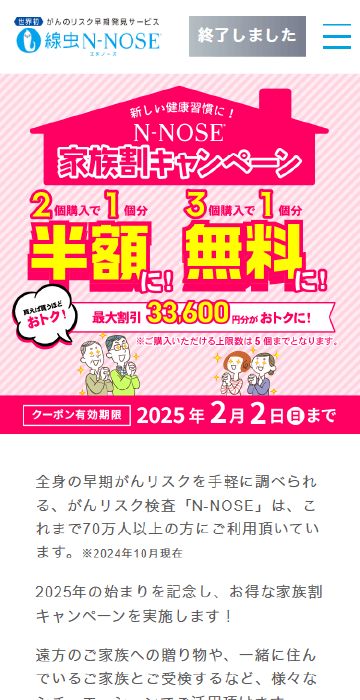 世界初 がんのリスク早期発見サービス
線虫N-NOSE®
エヌノーズ
終了しました
新しい健康習慣に！
N-NOSE®
家族割キャンペーン
2個購入で1個分 3個購入で1個分
半額に！ 無料に！
買えば買うほど
おトク！
最大割引 33,600円分がおトクに！
※ご購入いただける上限数は5個までとなります。
クーポン有効期限 2025年2月2日(日)まで
全身の早期がんリスクを手軽に調べられ
る、がんリスク検査「N-NOSE」は、こ
れまで70万人以上の方にご利用頂いてい
ます。※2024年10月現在
2025年の始まりを記念し、お得な家族割
キャンペーンを実施します！
遠方のご家族への贈り物や、一緒に住ん
でいるご家族とご受検するなど、様々な